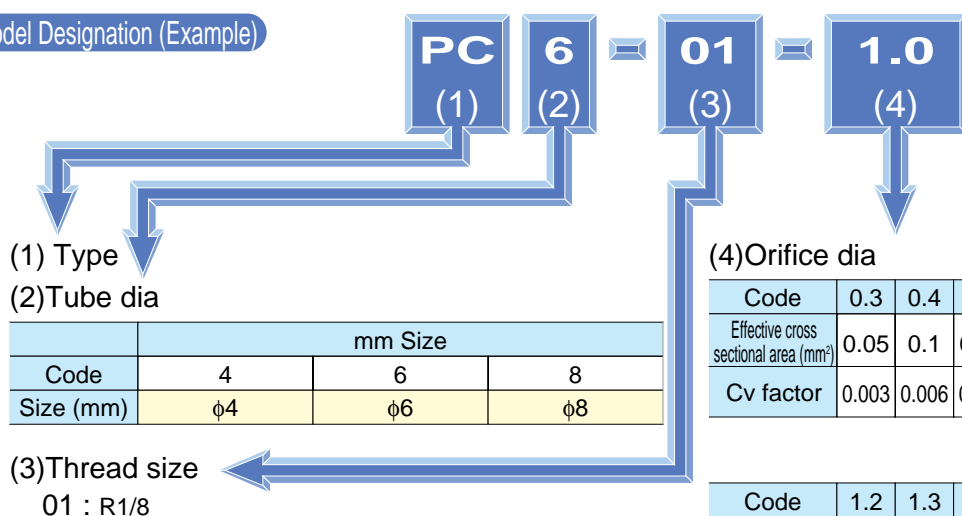 Model Designation (Example)
PC 6 - 01 - 1.0
(1) (2) (3) (4)
(1) Type
(2)Tube dia
mm Size
Code 4 6 8
Size (mm) ϕ4 ϕ6 ϕ8
(3)Thread size
01 : R1/8
(4)Orifice dia
Code 0.3 0.4
Effective cross
sectional area (mm²) 0.05 0.1
Cv factor 0.003 0.006
Code 1.2 1.3